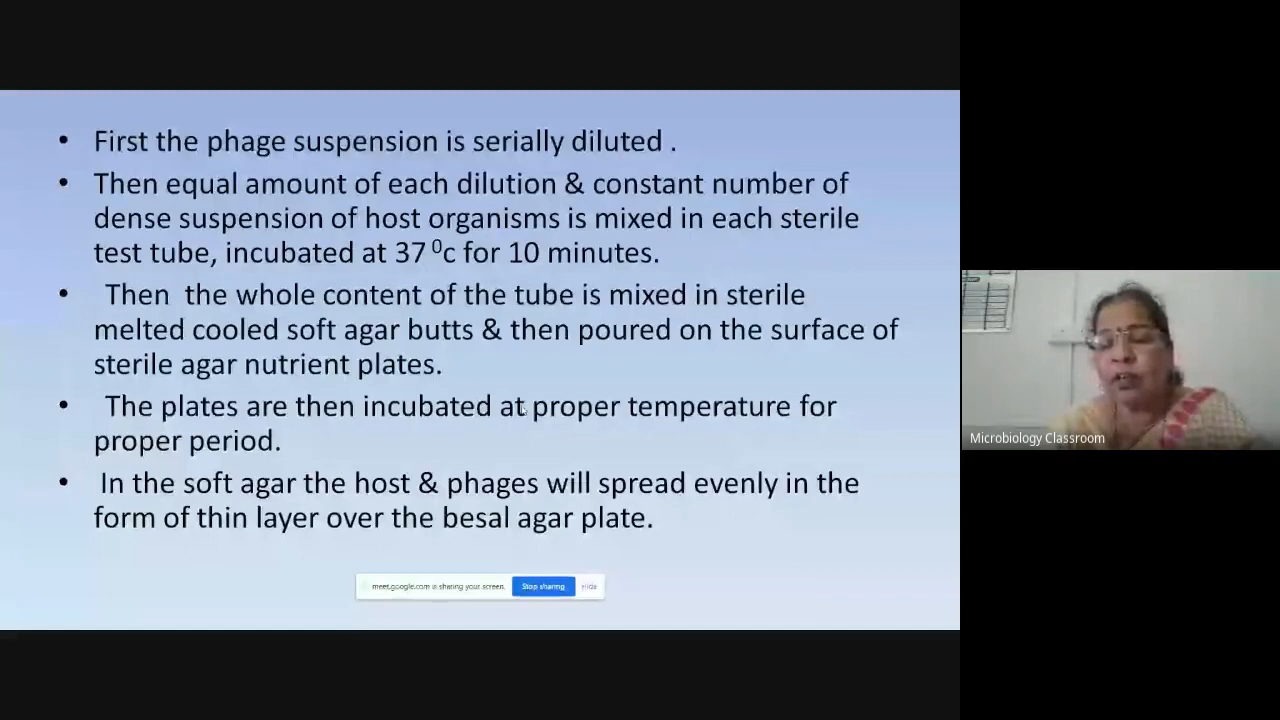 • First the phage suspension is serially diluted .
• Then equal amount of each dilution & constant number of
dense suspension of host organisms is mixed in each sterile
test tube, incubated at 37 ⁰c for 10 minutes.
• Then the whole content of the tube is mixed in sterile
melted cooled soft agar butts & then poured on the surface of
sterile agar nutrient plates.
• The plates are then incubated at proper temperature for
proper period.
• In the soft agar the host & phages will spread evenly in the
form of thin layer over the besal agar plate.
meet.google.com is sharing your screen. Stop sharing Hide
Microbiology Classroom